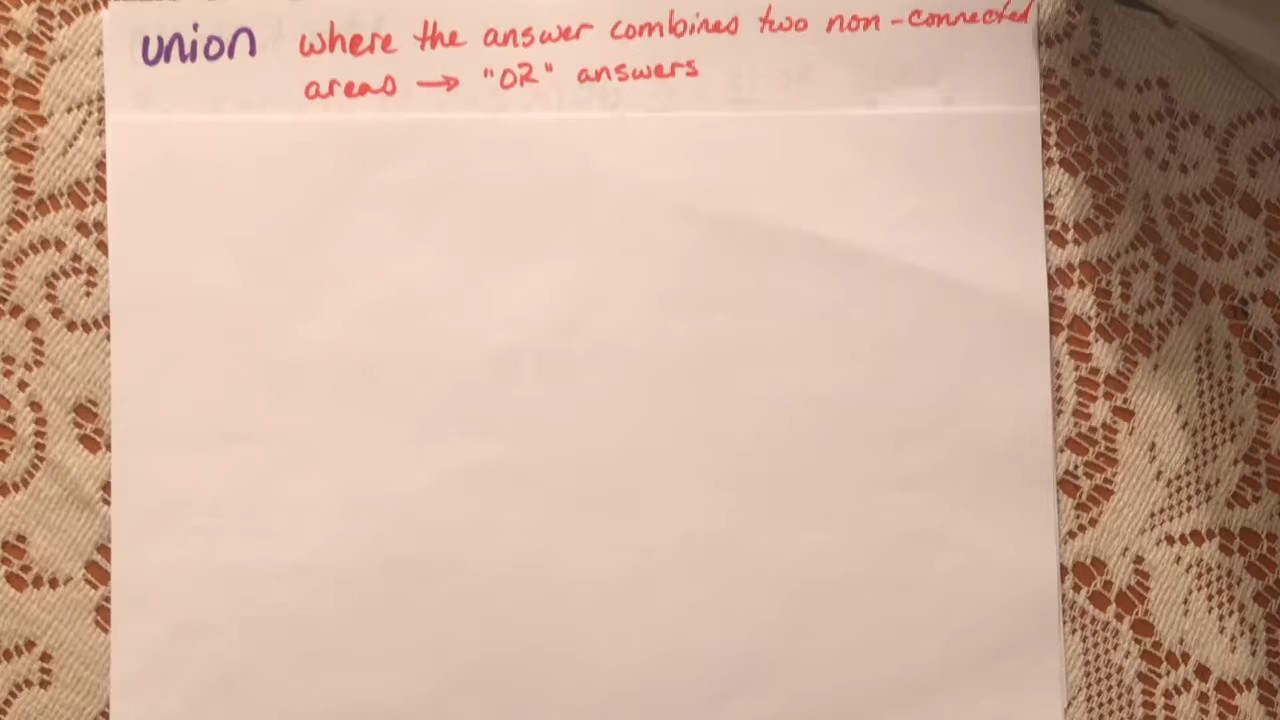 union where the answer combines two non-connected
areas → "OR" answers